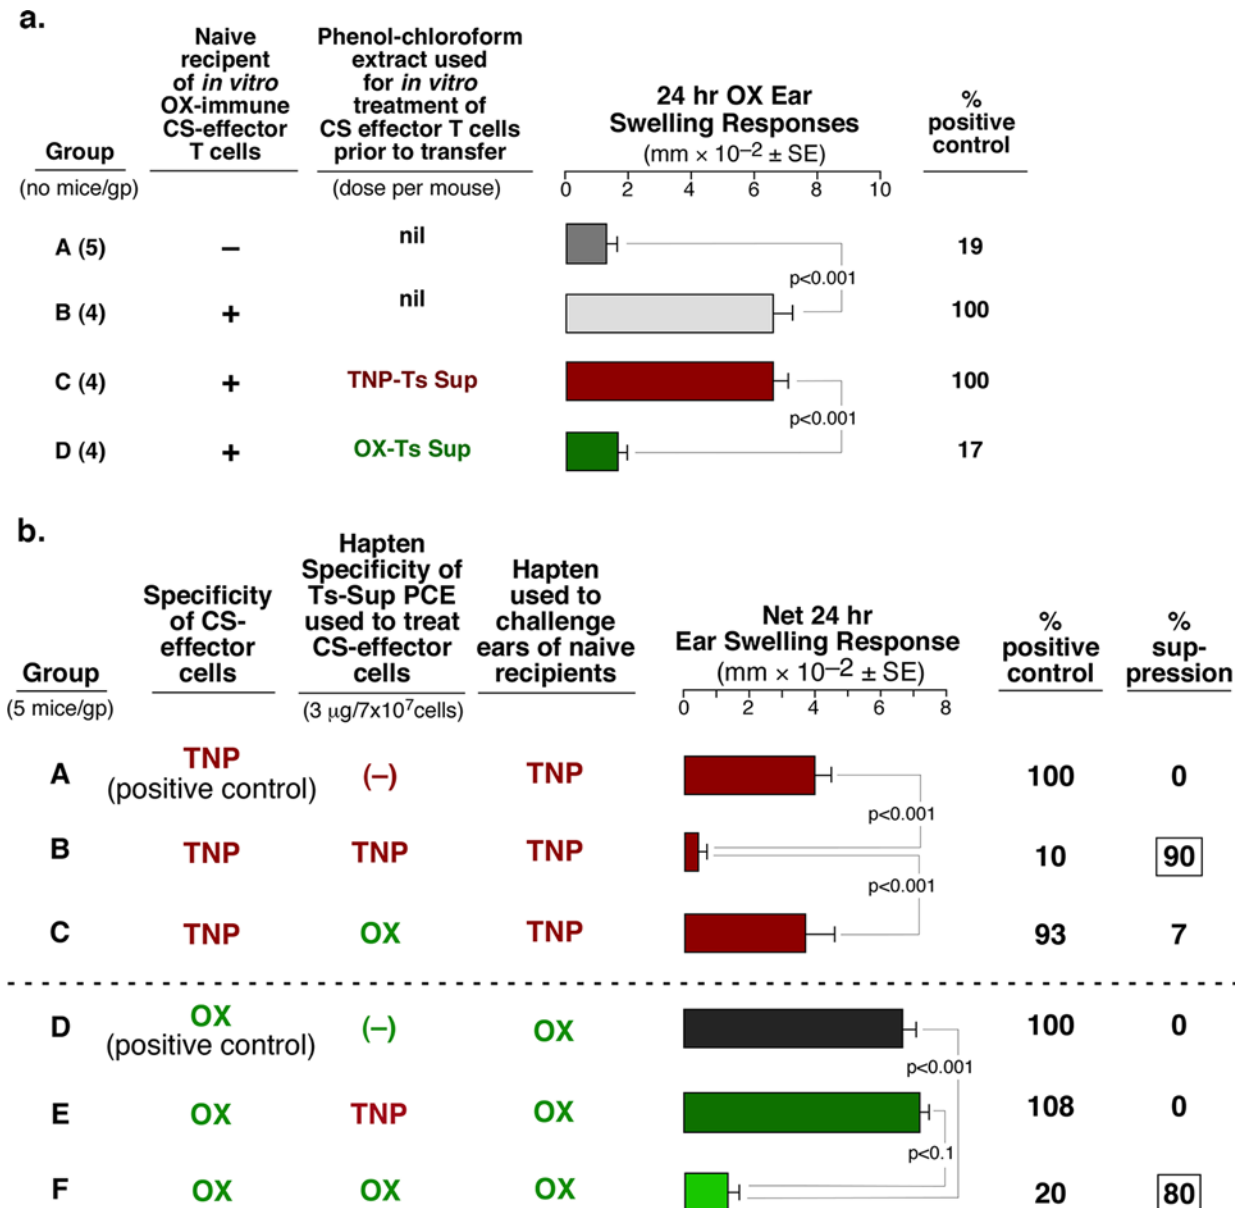 a.
Naive
recipent
of in vitro
OX-immune
CS-effector
T cells
Phenol-chloroform
extract used
for in vitro
treatment of
CS effector T cells
prior to transfer
24 hr OX Ear
Swelling Responses
(mm × 10–2 ± SE)
%
positive
control
Group
(no mice/gp)
(dose per mouse)
0 2 4 6 8 10
A (5) – nil 19
p<0.001
B (4) + nil 100
C (4) + TNP-Ts Sup 100
p<0.001
D (4) + OX-Ts Sup 17
b.
Group
(5 mice/gp)
Specificity
of CS-
effector
cells
Hapten
Specificity of
Ts-Sup PCE
used to treat
CS-effector
cells
(3 μg/7x10⁷cells)
Hapten
used to
challenge
ears of naive
recipients
Net 24 hr
Ear Swelling Response
(mm × 10–2 ± SE)
0 2 4 6 8
%
positive
control
%
sup-
pression
A TNP (–) TNP 100 0
(positive control)
p<0.001
B TNP TNP TNP 10 90
p<0.001
C TNP OX TNP 93 7
D OX (–) OX 100 0
(positive control)
p<0.001
E OX TNP OX 108 0
p<0.1
F OX OX OX 20 80